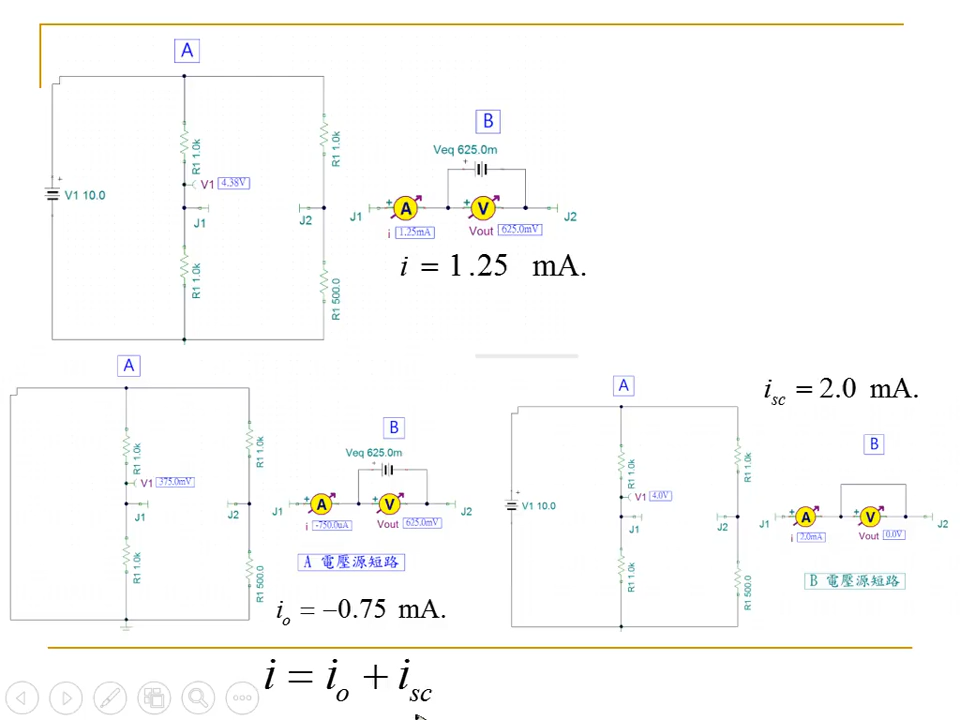 A
R1 1.0k
R1 1.0k
V1 4.38V
V1 10.0
J1
J2
R1 1.0k
R1 500.0
B
Veq 625.0m
J1
A
V
J2
i 1.25mA
Vout 625.0mV
i = 1.25 mA.
A
R1 1.0k
R1 1.0k
V1 375.0mV
J1
J2
R1 1.0k
R1 500.0
B
Veq 625.0m
J1
A
V
J2
i -750.0uA
Vout 625.0mV
A 電壓源短路
i_o = −0.75 mA.
i_sc = 2.0 mA.
A
R1 1.0k
R1 1.0k
V1 4.0V
V1 10.0
J1
J2
R1 1.0k
R1 500.0
B
J1
A
V
J2
i 2.0mA
Vout 0.0V
B 電壓源短路
i = i_o + i_sc